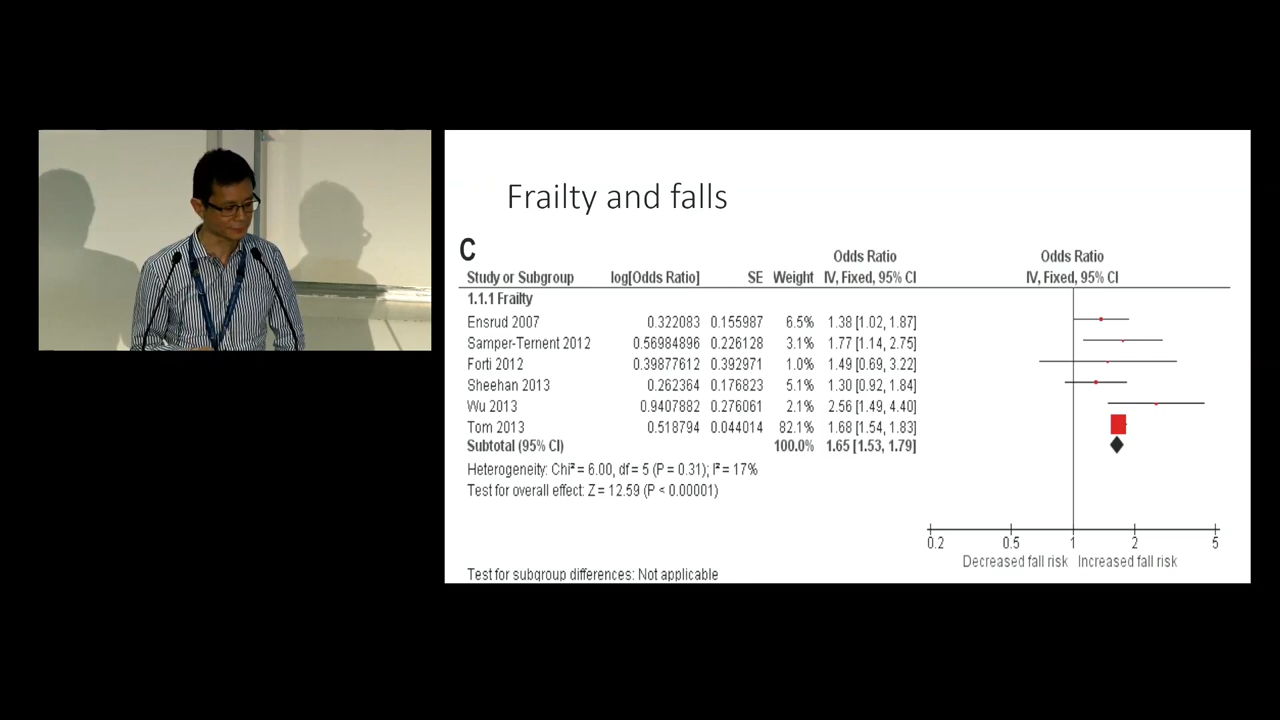 Frailty and falls
C
Odds Ratio Odds Ratio
Study or Subgroup log[Odds Ratio] SE Weight IV, Fixed, 95% CI IV, Fixed, 95% CI
1.1.1 Frailty
Ensrud 2007 0.322083 0.155987 6.5% 1.38 [1.02, 1.87]
Samper-Ternent 2012 0.56984896 0.226128 3.1% 1.77 [1.14, 2.75]
Forti 2012 0.39877612 0.392971 1.0% 1.49 [0.69, 3.22]
Sheehan 2013 0.262364 0.176823 5.1% 1.30 [0.92, 1.84]
Wu 2013 0.9407882 0.276061 2.1% 2.56 [1.49, 4.40]
Tom 2013 0.518794 0.044014 82.1% 1.68 [1.54, 1.83]
Subtotal (95% CI) 100.0% 1.65 [1.53, 1.79]
Heterogeneity: Chi² = 6.00, df = 5 (P = 0.31); I² = 17%
Test for overall effect: Z = 12.59 (P < 0.00001)
0.2 0.5 1 2 5
Decreased fall risk Increased fall risk
Test for subgroup differences: Not applicable